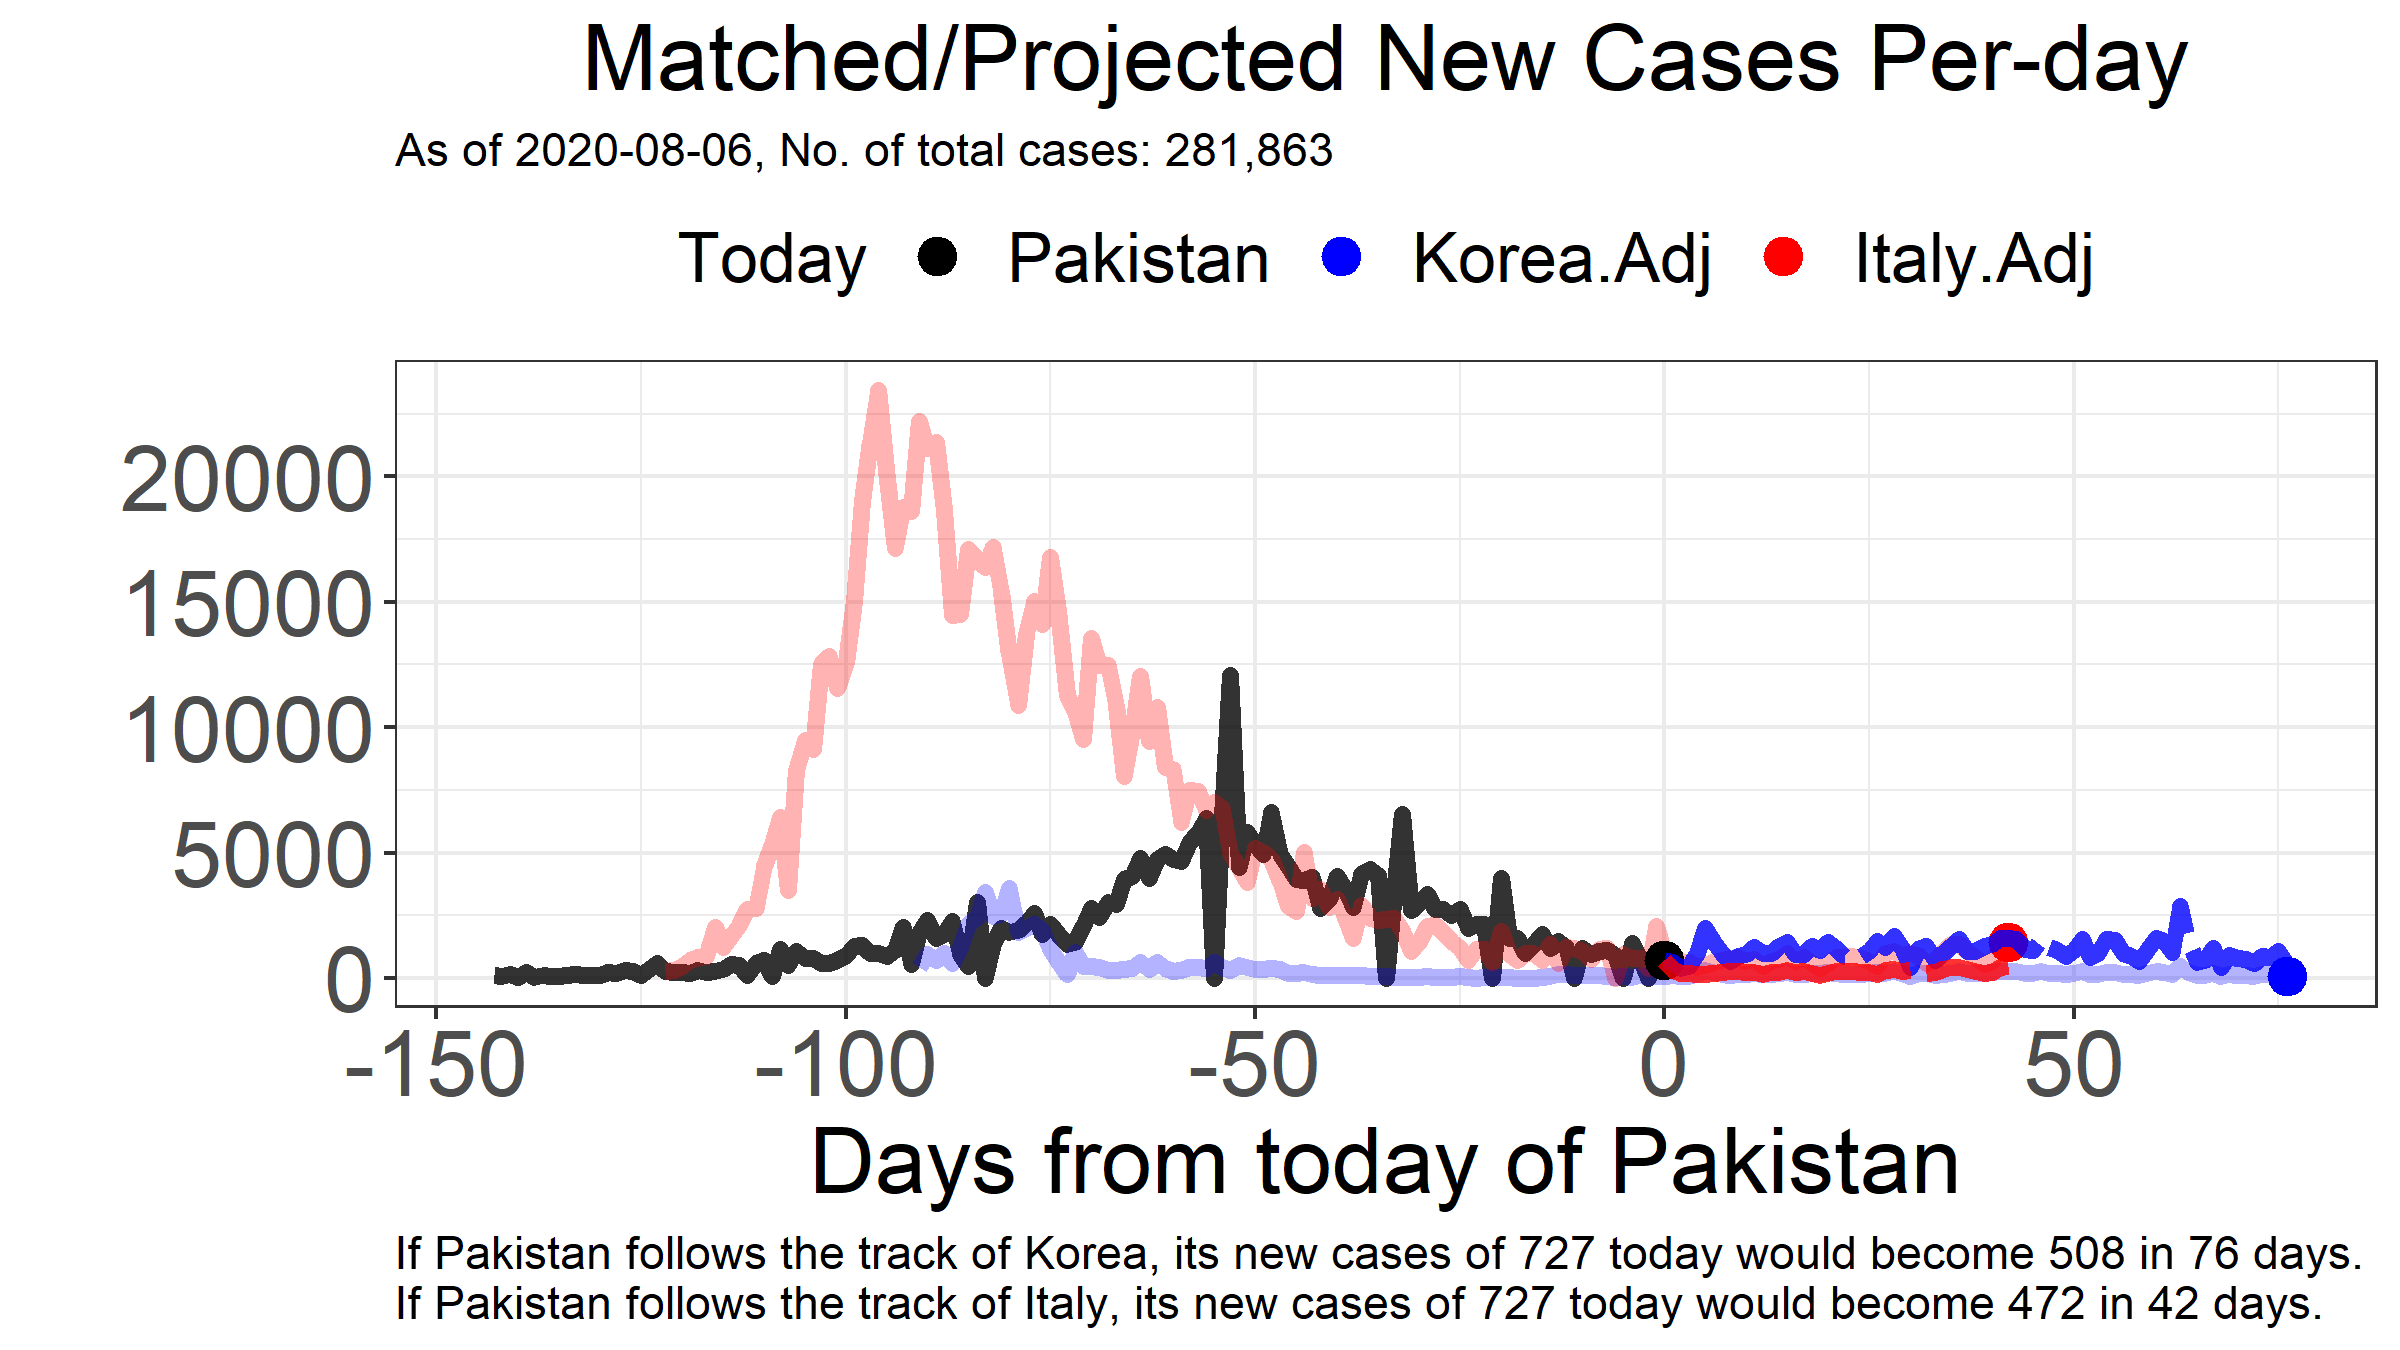 Matched/Projected New Cases Per-day
As of 2020-08-06, No. of total cases: 281,863
Today Pakistan Korea.Adj Italy.Adj
20000
15000
10000
5000
0
-150 -100 -50 0 50
Days from today of Pakistan
If Pakistan follows the track of Korea, its new cases of 727 today would become 508 in 76 days.
If Pakistan follows the track of Italy, its new cases of 727 today would become 472 in 42 days.